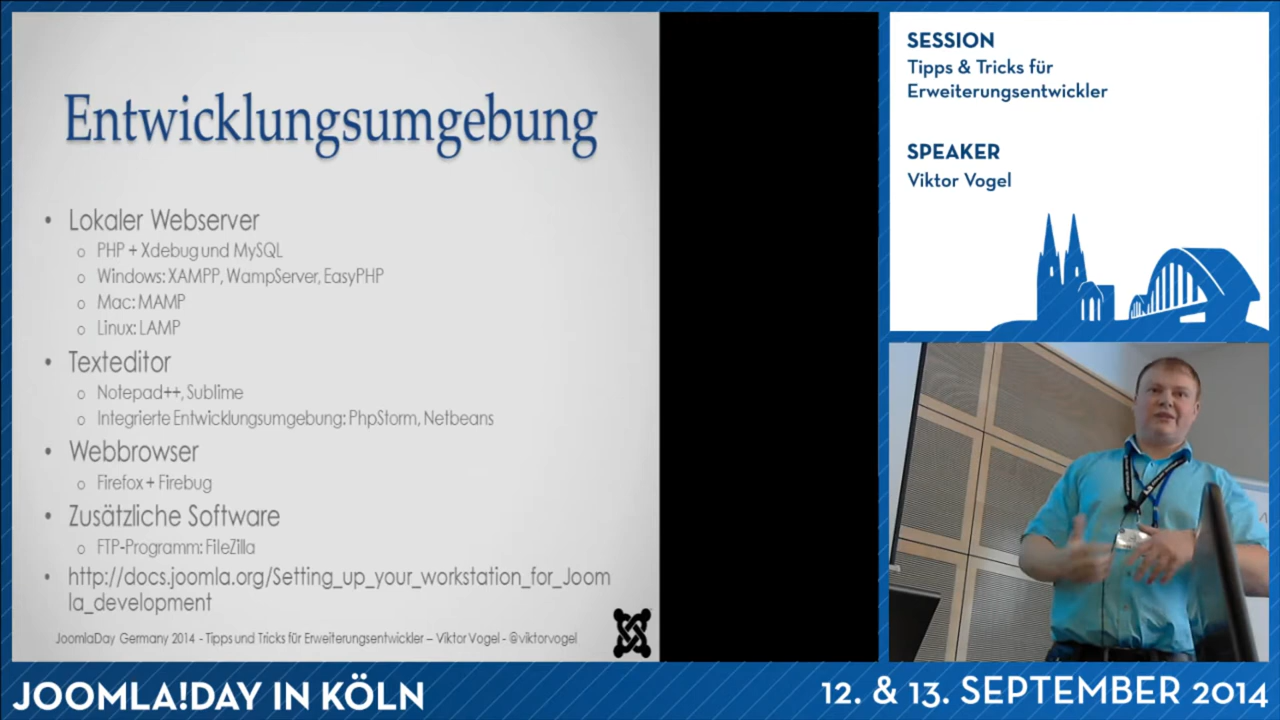 Entwicklungsumgebung
• Lokaler Webserver
o PHP + Xdebug und MySQL
o Windows: XAMPP, WampServer, EasyPHP
o Mac: MAMP
o Linux: LAMP
• Texteditor
o Notepad++, Sublime
o Integrierte Entwicklungsumgebung: PhpStorm, Netbeans
• Webbrowser
o Firefox + Firebug
• Zusätzliche Software
o FTP-Programm: FileZilla
• http://docs.joomla.org/Setting_up_your_workstation_for_Joom
la_development
JoomlaDay Germany 2014 - Tipps und Tricks für Erweiterungsentwickler – Viktor Vogel - @viktorvogel
SESSION
Tipps & Tricks für
Erweiterungsentwickler
SPEAKER
Viktor Vogel
JOOMLA!DAY IN KÖLN
12. & 13. SEPTEMBER 2014